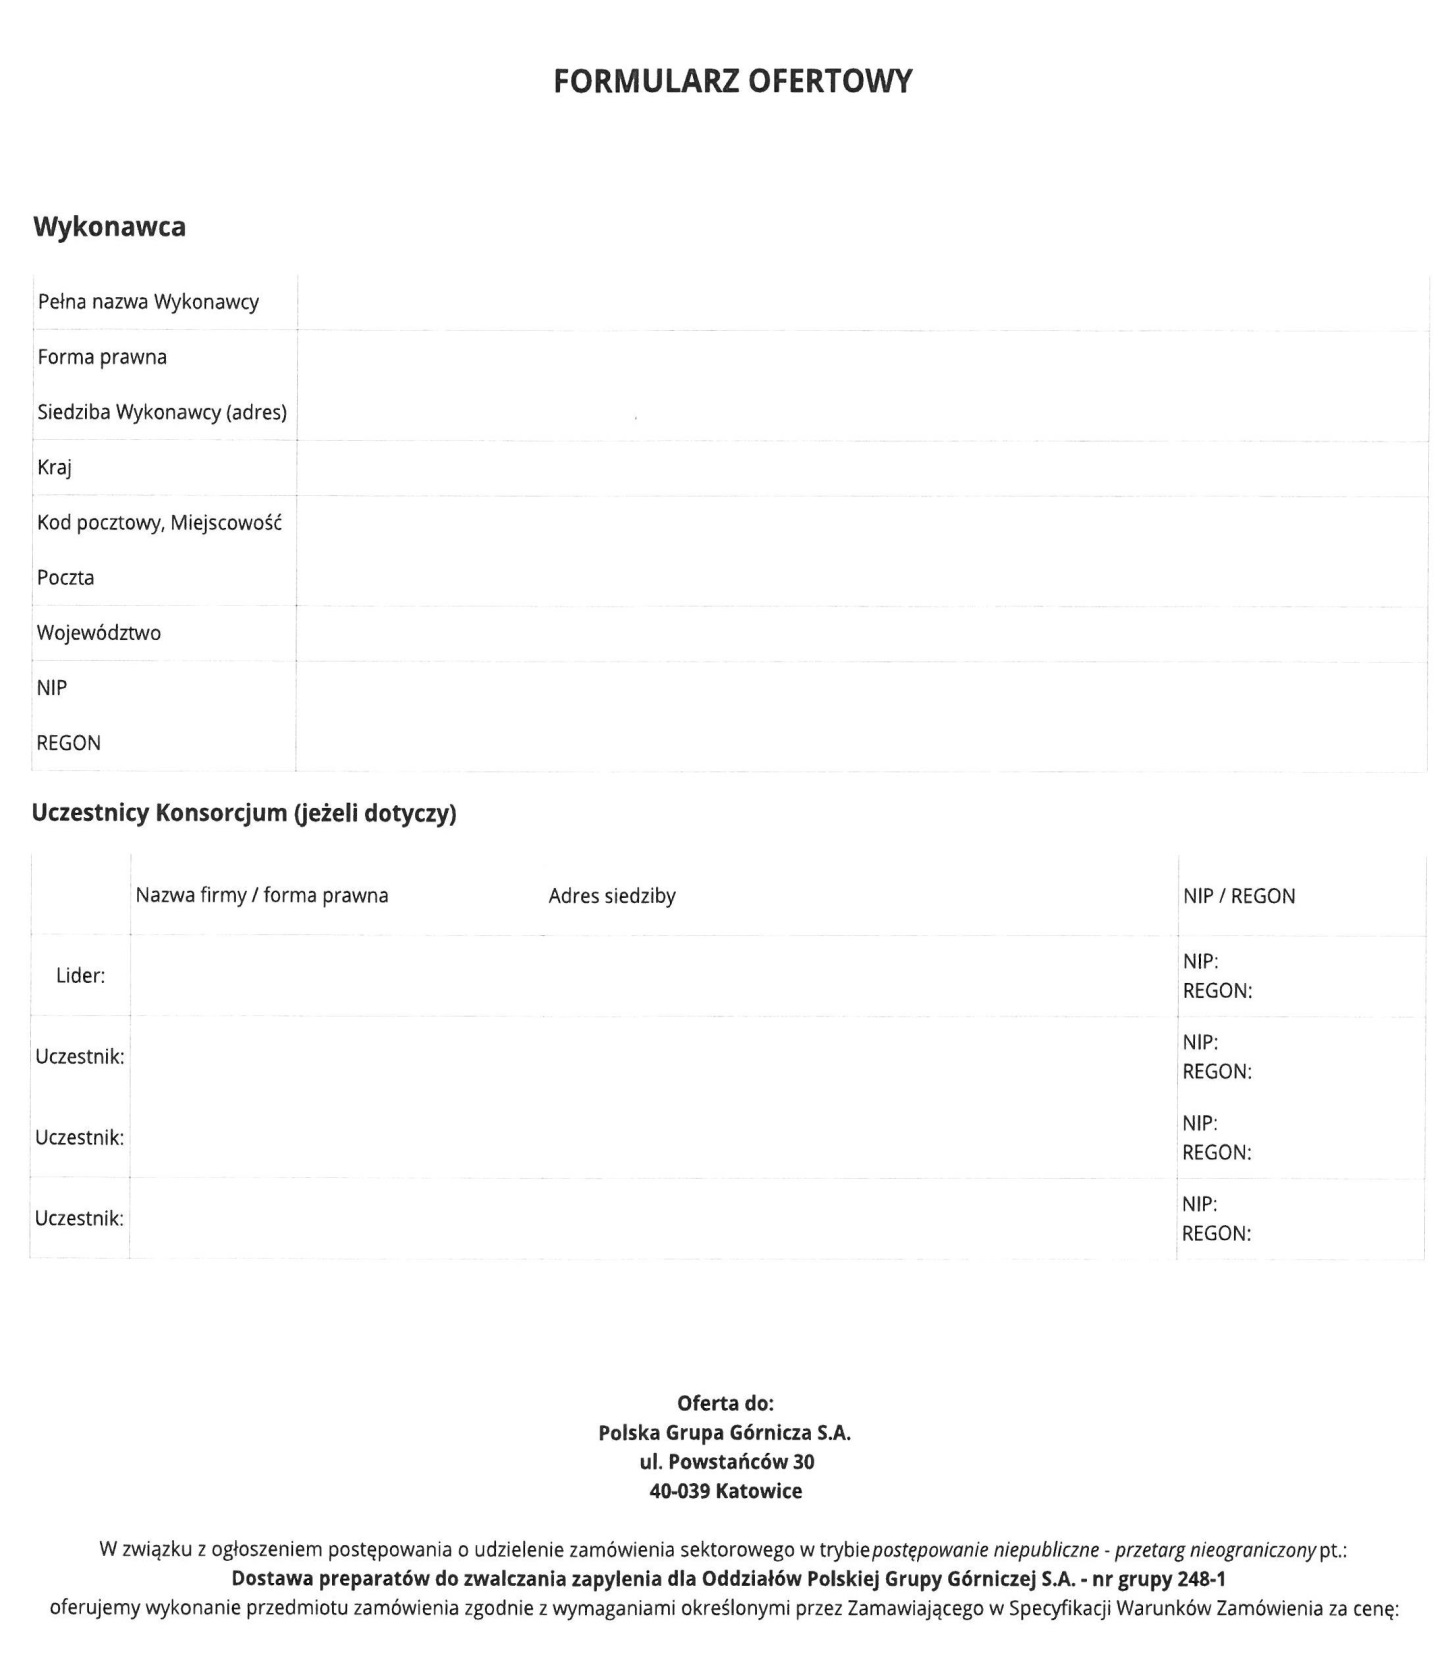 FORMULARZ OFERTOWY
Wykonawca
Pełna nazwa Wykonawcy
Forma prawna
Siedziba Wykonawcy (adres)
Kraj
Kod pocztowy, Miejscowość
Poczta
Województwo
NIP
REGON
Uczestnicy Konsorcjum (jeżeli dotyczy)
Nazwa firmy / forma prawna Adres siedziby NIP / REGON
Lider:
NIP:
REGON:
Uczestnik:
NIP:
REGON:
Uczestnik:
NIP:
REGON:
Uczestnik:
NIP:
REGON:
Oferta do:
Polska Grupa Górnicza S.A.
ul. Powstańców 30
40-039 Katowice
W związku z ogłoszeniem postępowania o udzielenie zamówienia sektorowego w trybie postępowanie niepubliczne - przetarg nieograniczony pt.:
Dostawa preparatów do zwalczania zapylenia dla Oddziałów Polskiej Grupy Górniczej S.A. - nr grupy 248-1
oferujemy wykonanie przedmiotu zamówienia zgodnie z wymaganiami określonymi przez Zamawiającego w Specyfikacji Warunków Zamówienia za cenę: